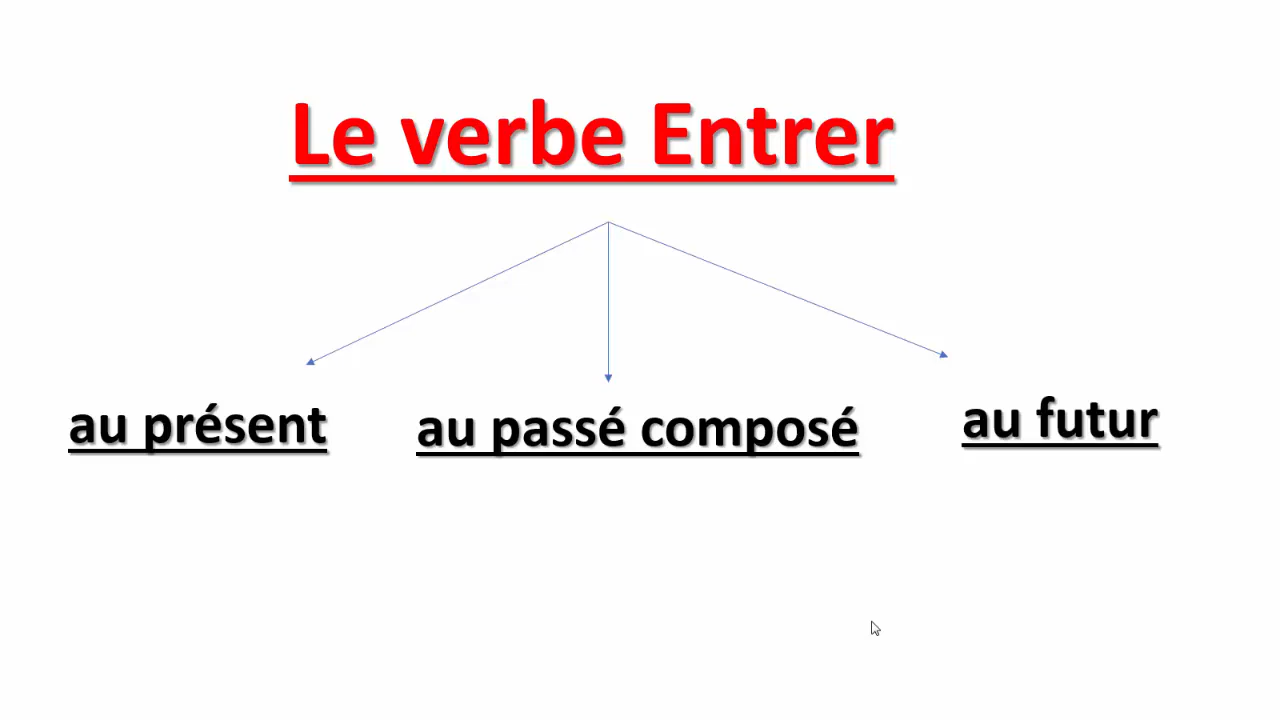 Le verbe Entrer
au présent
au passé composé
au futur